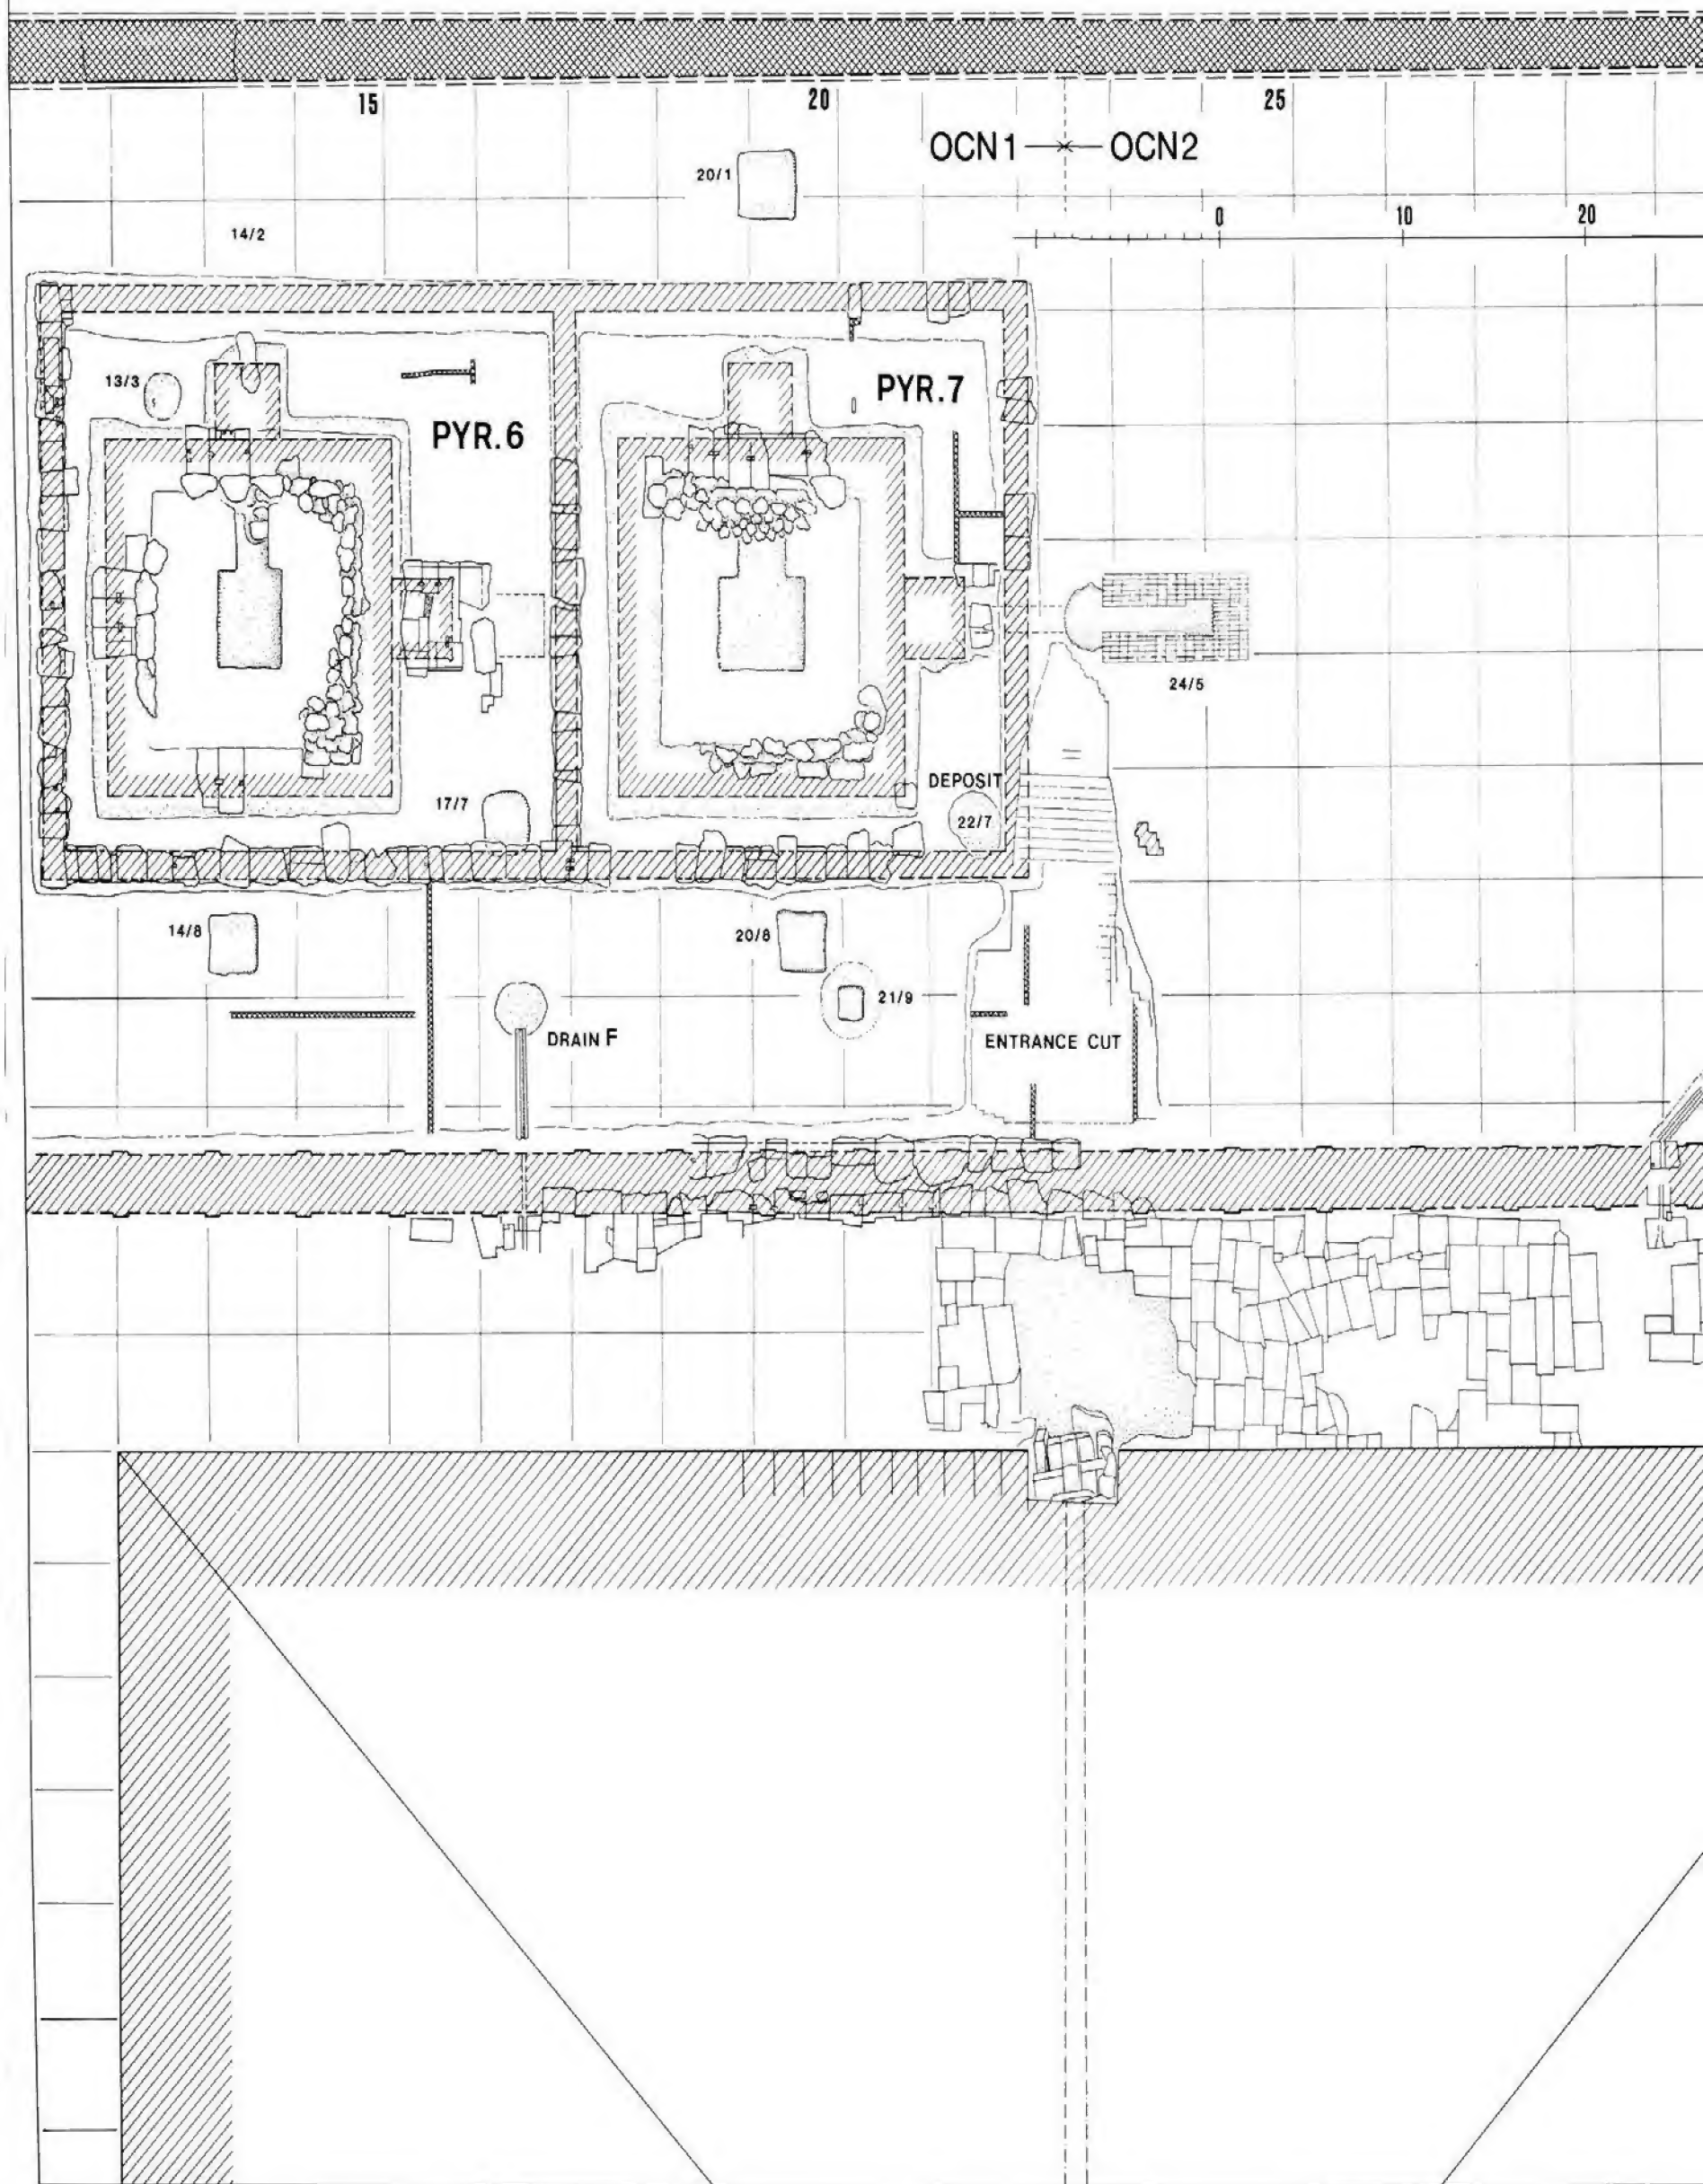 15
20
25
OCN1 OCN2
20/1
0 10 20
14/2
13/3
PYR.7
PYR.6
24/5
DEPOSIT
17/7
22/7
14/8
20/8
21/9
DRAIN F
ENTRANCE CUT